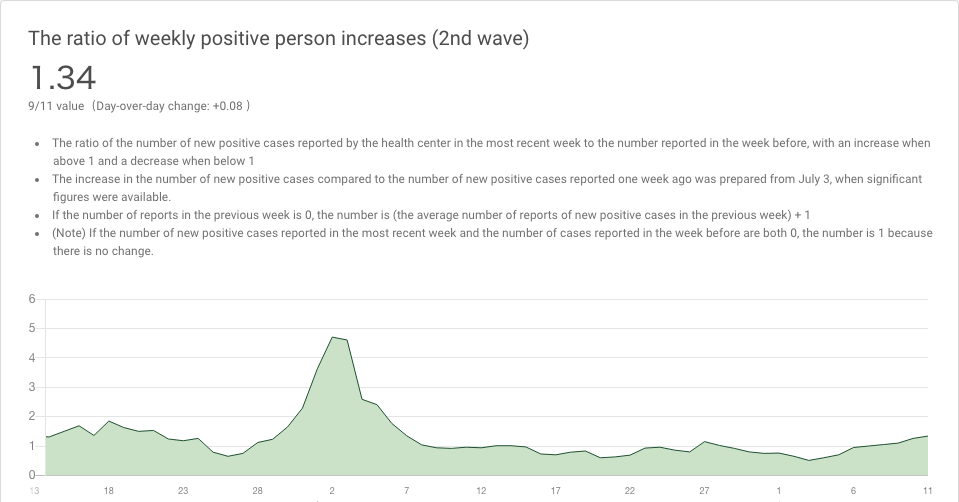 The ratio of weekly positive person increases (2nd wave)
1.34
9/11 value （Day-over-day change: +0.08 ）
• The ratio of the number of new positive cases reported by the health center in the most recent week to the number reported in the week before, with an increase when
above 1 and a decrease when below 1
• The increase in the number of new positive cases compared to the number of new positive cases reported one week ago was prepared from July 3, when significant
figures were available.
• If the number of reports in the previous week is 0, the number is (the average number of reports of new positive cases in the previous week) + 1
• (Note) If the number of new positive cases reported in the most recent week and the number of cases reported in the week before are both 0, the number is 1 because
there is no change.
6
5
4
3
2
1
0
13 18 23 28 2 7 12 17 22 27 1 6 11